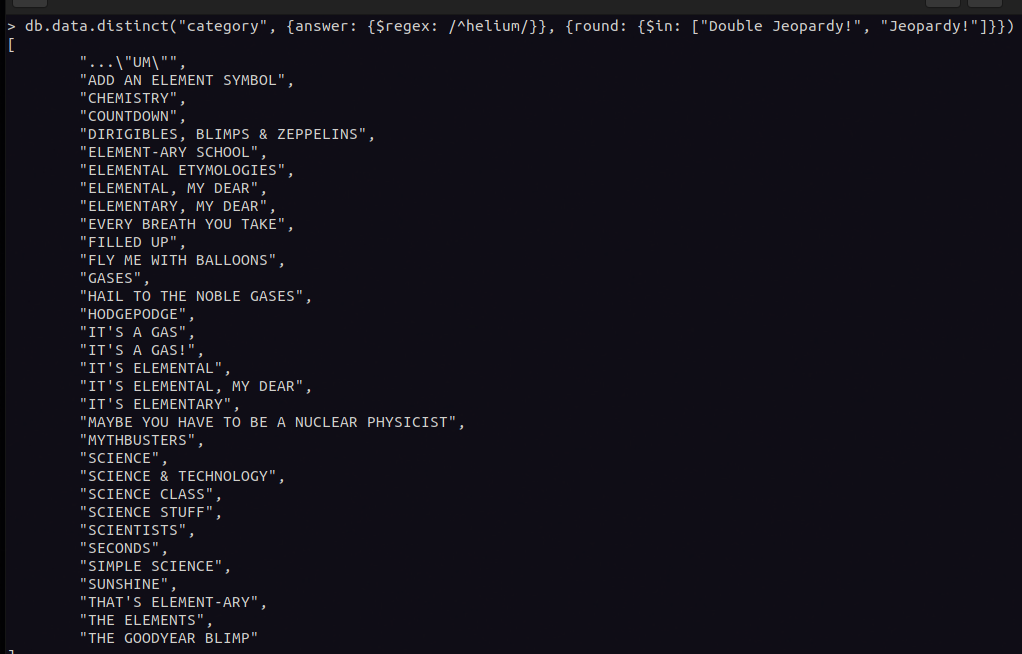 > db.data.distinct("category", {answer: {$regex: /^helium/}}, {round: {$in: ["Double Jeopardy!", "Jeopardy!"]}})
[
"...\"UM\"",
"ADD AN ELEMENT SYMBOL",
"CHEMISTRY",
"COUNTDOWN",
"DIRIGIBLES, BLIMPS & ZEPPELINS",
"ELEMENT-ARY SCHOOL",
"ELEMENTAL ETYMOLOGIES",
"ELEMENTAL, MY DEAR",
"ELEMENTARY, MY DEAR",
"EVERY BREATH YOU TAKE",
"FILLED UP",
"FLY ME WITH BALLOONS",
"GASES",
"HAIL TO THE NOBLE GASES",
"HODGEPODGE",
"IT'S A GAS",
"IT'S A GAS!",
"IT'S ELEMENTAL",
"IT'S ELEMENTAL, MY DEAR",
"IT'S ELEMENTARY",
"MAYBE YOU HAVE TO BE A NUCLEAR PHYSICIST",
"MYTHBUSTERS",
"SCIENCE",
"SCIENCE & TECHNOLOGY",
"SCIENCE CLASS",
"SCIENCE STUFF",
"SCIENTISTS",
"SECONDS",
"SIMPLE SCIENCE",
"SUNSHINE",
"THAT'S ELEMENT-ARY",
"THE ELEMENTS",
"THE GOODYEAR BLIMP"
]